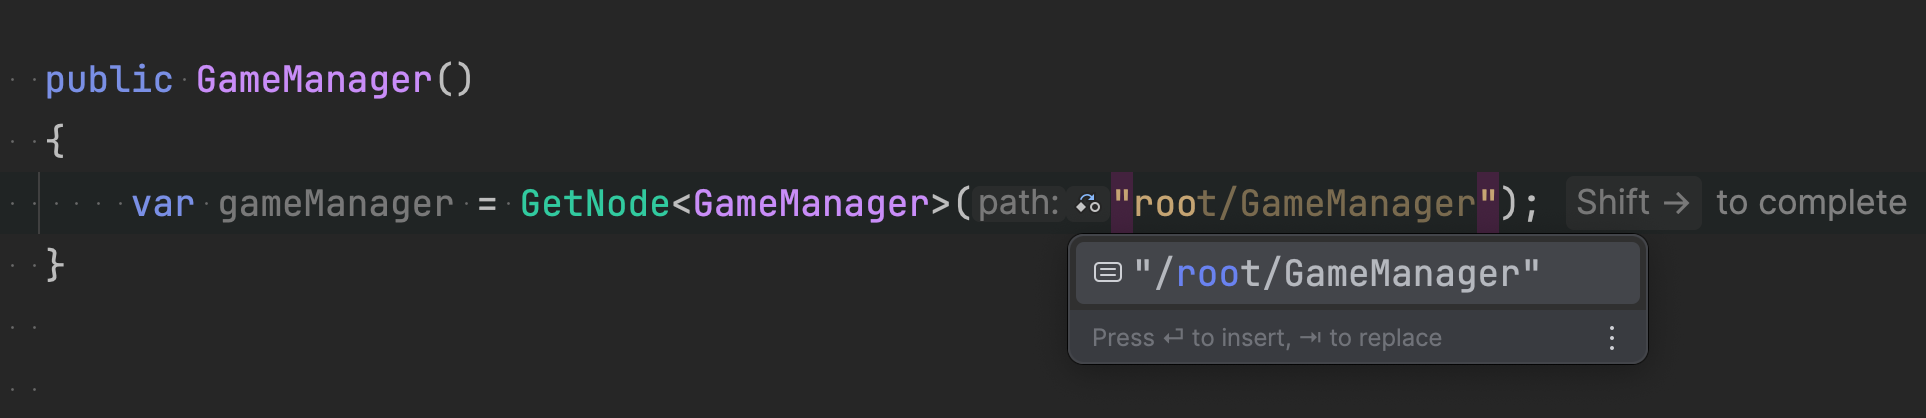 public GameManager()
{
var gameManager = GetNode<GameManager>(path: "root/GameManager"); Shift → to complete
"/root/GameManager"
Press ⏎ to insert, ⇥ to replace
}